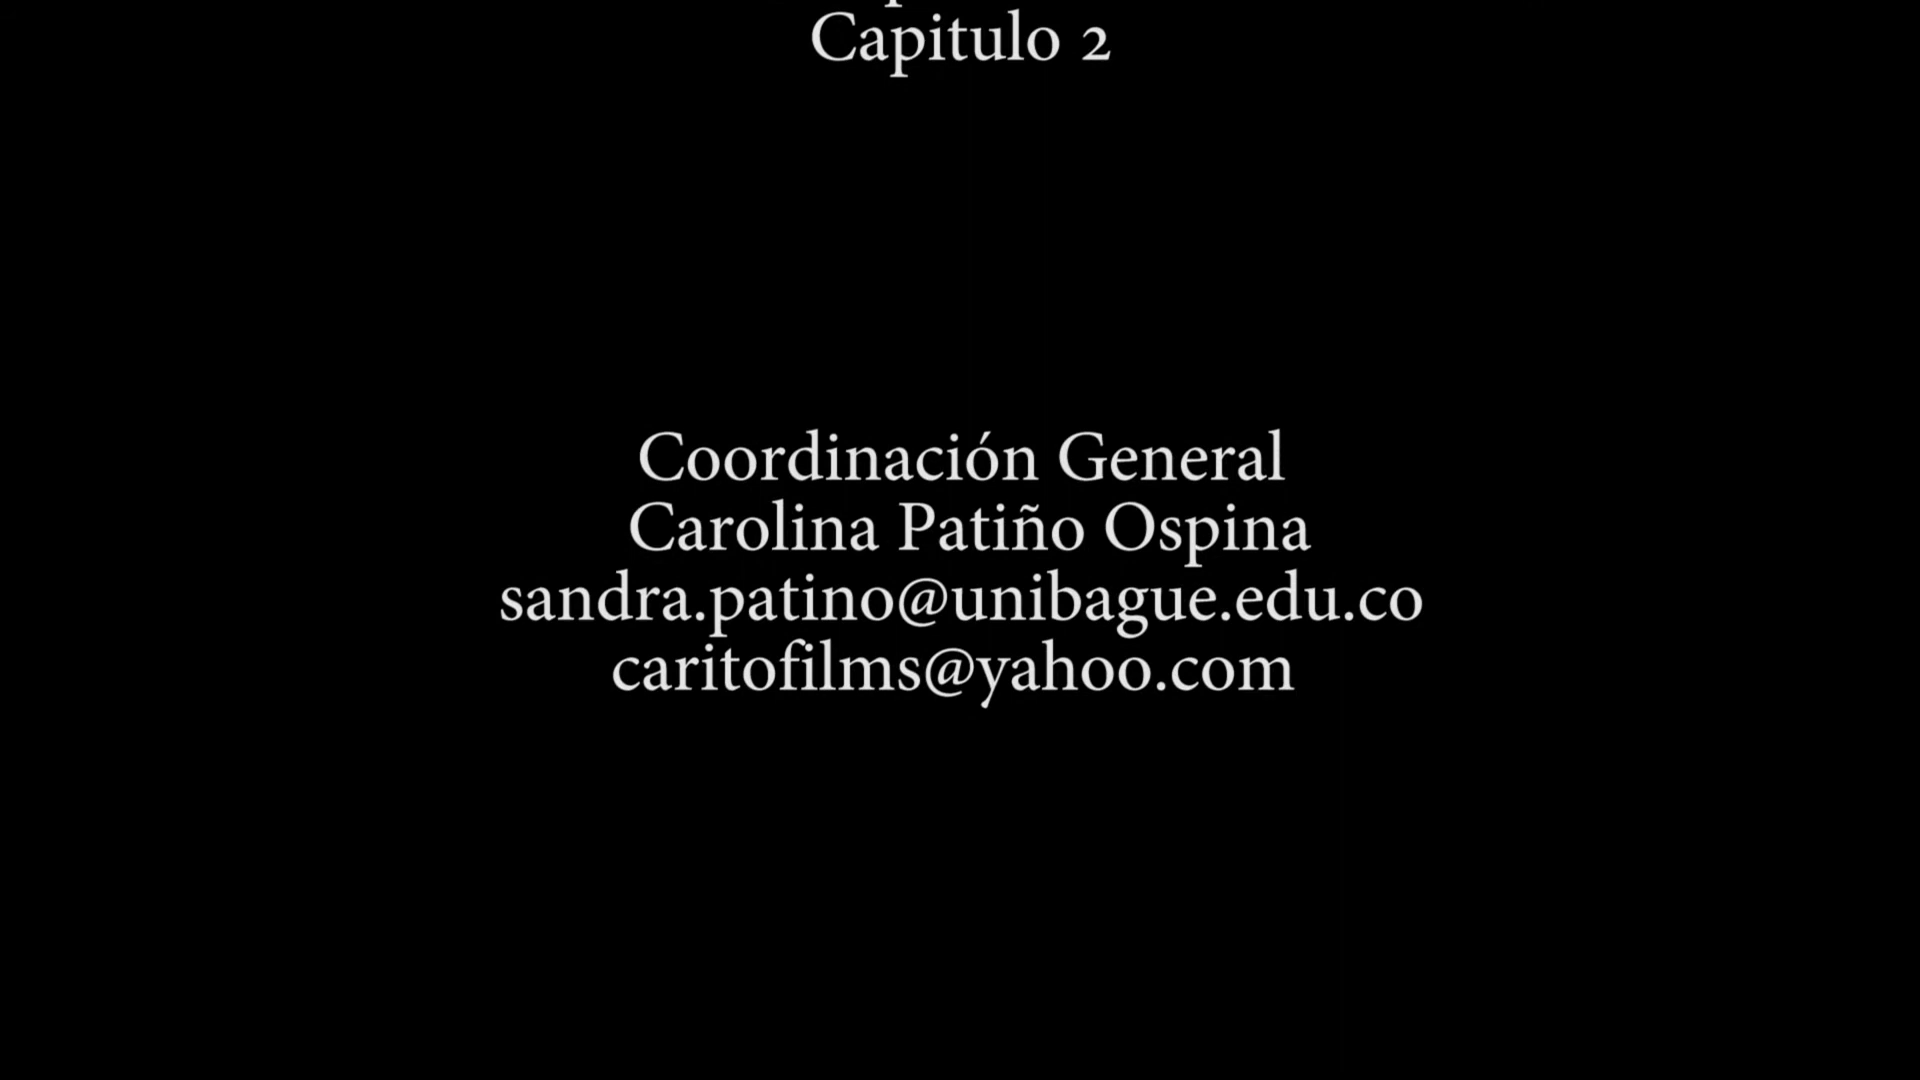 Capitulo 2
Coordinación General
Carolina Patiño Ospina
sandra.patino@unibague.edu.co
caritofilms@yahoo.com